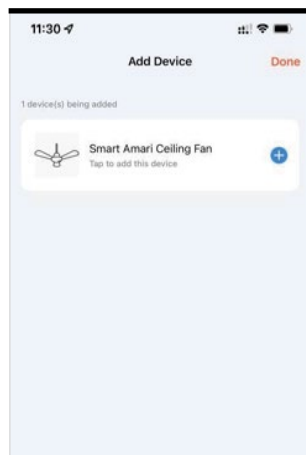 11:30
Add Device
Done
1 device(s) being added
Smart Amari Ceiling Fan
Tap to add this device